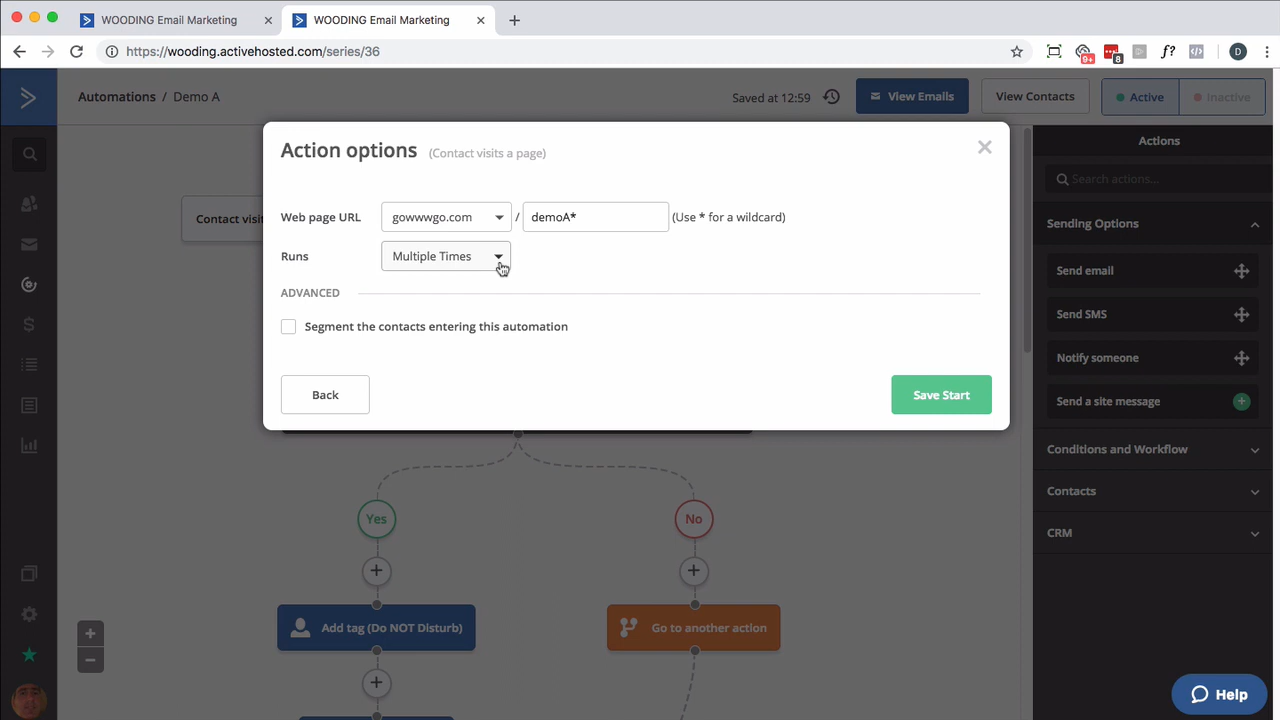 WOODING Email Marketing
WOODING Email Marketing
https://wooding.activehosted.com/series/36
9+
8
f?
D
Automations / Demo A
Saved at 12:59
View Emails
View Contacts
Active
Inactive
Actions
Action options (Contact visits a page)
Search actions...
Contact visit
Web page URL
gowwwgo.com
/
demoA*
(Use * for a wildcard)
Sending Options
Runs
Multiple Times
Send email
ADVANCED
Send SMS
Segment the contacts entering this automation
Notify someone
Back
Save Start
Send a site message
Conditions and Workflow
Contacts
Yes
No
CRM
Add tag (Do NOT Disturb)
Go to another action
Help